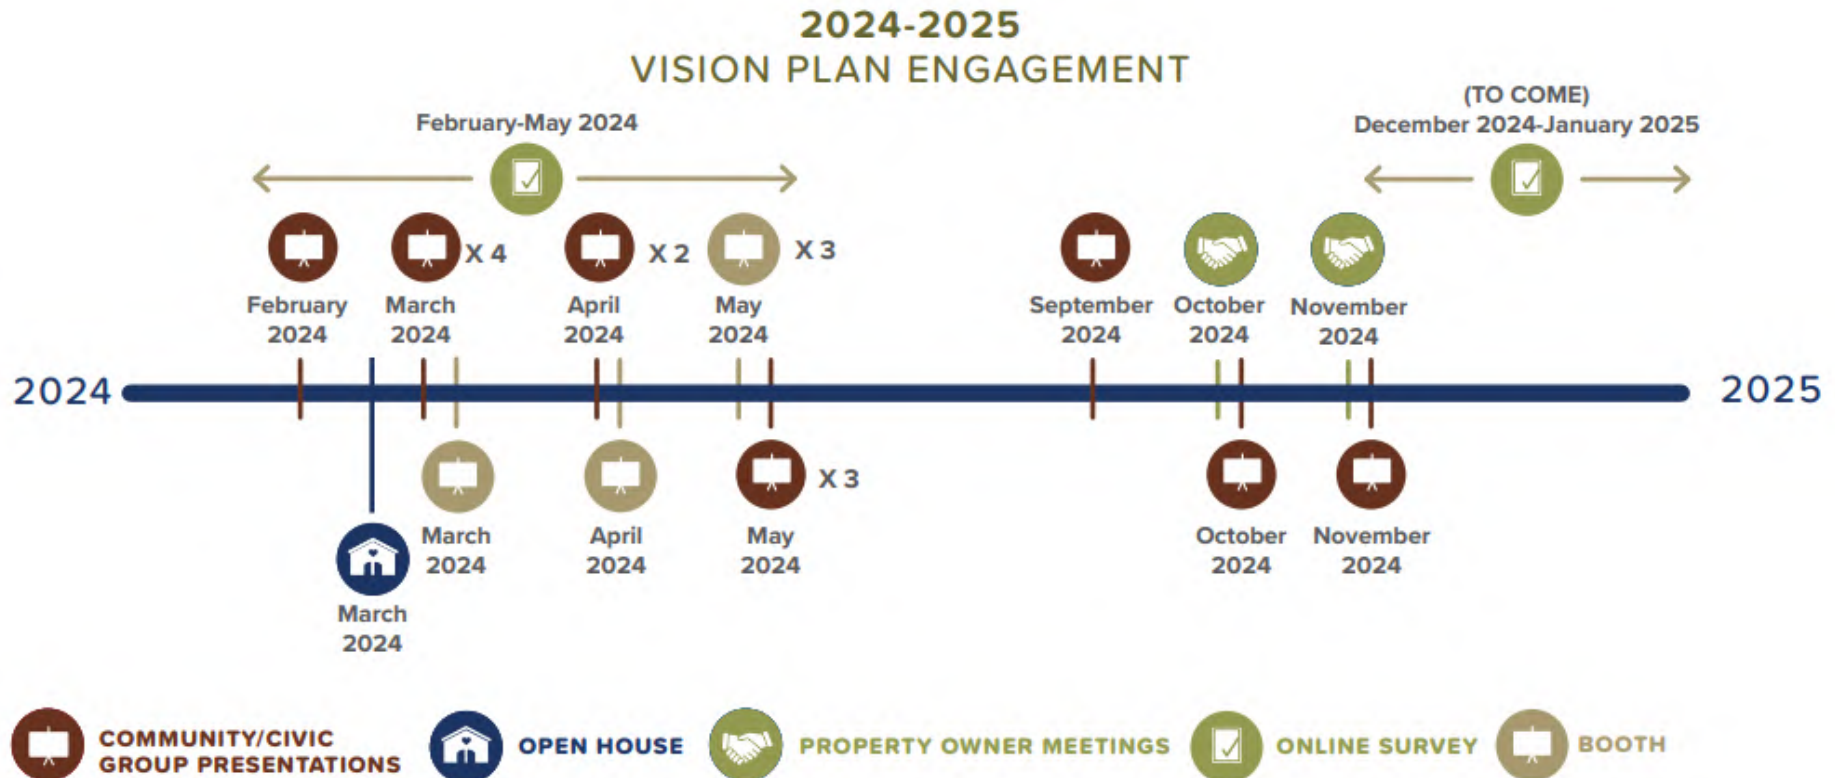 2024-2025
VISION PLAN ENGAGEMENT
(TO COME)
February-May 2024
December 2024-January 2025
X 4
X 2
X 3
February
2024
March
2024
April
2024
May
2024
September
2024
October
2024
November
2024
2024
2025
X 3
March
2024
April
2024
May
2024
October
2024
November
2024
March
2024
COMMUNITY/CIVIC
GROUP PRESENTATIONS
OPEN HOUSE
PROPERTY OWNER MEETINGS
ONLINE SURVEY
BOOTH